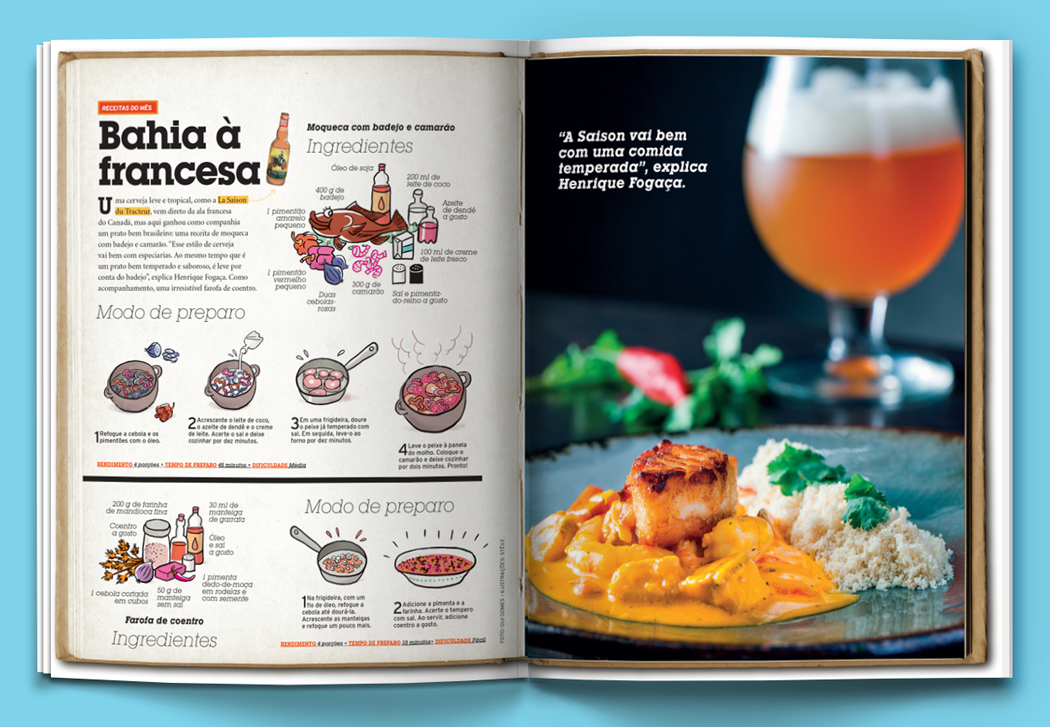 RECEITAS DO MÊS
Bahia à
francesa
Uma cerveja leve e tropical, como a La Saison
du Tracteur, vem direto da ala francesa
do Canadá, mas aqui ganhou como companhia
um prato bem brasileiro: uma receita de moqueca
com badejo e camarão. "Esse estilo de cerveja
vai bem com especiarias. Ao mesmo tempo que é
um prato bem temperado e saboroso, é leve por
conta do badejo", explica Henrique Fogaça. Como
acompanhamento, uma irresistível farofa de coentro.
Moqueca com badejo e camarão
Ingredientes
Óleo de soja
400 g de
badejo
200 ml de
leite de coco
Azeite
de dendê
a gosto
1 pimentão
amarelo
pequeno
100 ml de creme
de leite fresco
1 pimentão
vermelho
pequeno
Duas
cebolas-
roxas
300 g de
camarão
Sal e pimenta-
do-reino a gosto
Modo de preparo
1 Refogue a cebola e os
pimentões com o óleo.
2 Acrescente o leite de coco,
o azeite de dendê e o creme
de leite. Acerte o sal e deixe
cozinhar por dez minutos.
3 Em uma frigideira, doure
o peixe já temperado com
sal. Em seguida, leve-o ao
forno por dez minutos.
4 Leve o peixe à panela
do molho. Coloque o
camarão e deixe cozinhar
por dois minutos. Pronto!
RENDIMENTO 4 porções • TEMPO DE PREPARO 45 minutos • DIFICULDADE Média
200 g de farinha
de mandioca fina
30 ml de
manteiga
de garrafa
Coentro
a gosto
Óleo
e sal
a gosto
1 cebola cortada
em cubos
50 g de
manteiga
sem sal
1 pimenta
dedo-de-moça
em rodelas e
com semente
Farofa de coentro
Ingredientes
Modo de preparo
1 Na frigideira, com um
fio de óleo, refogue a
cebola até dourá-la.
Acrescente as manteigas
e refogue um pouco mais.
2 Adicione a pimenta e a
farinha. Acerte o tempero
com sal. Ao servir, adicione
coentro a gosto.
RENDIMENTO 4 porções • TEMPO DE PREPARO 10 minutos • DIFICULDADE Fácil
FOTO: GUI GOMES • ILUSTRAÇÕES: STEVZ
"A Saison vai bem
com uma comida
temperada", explica
Henrique Fogaça.